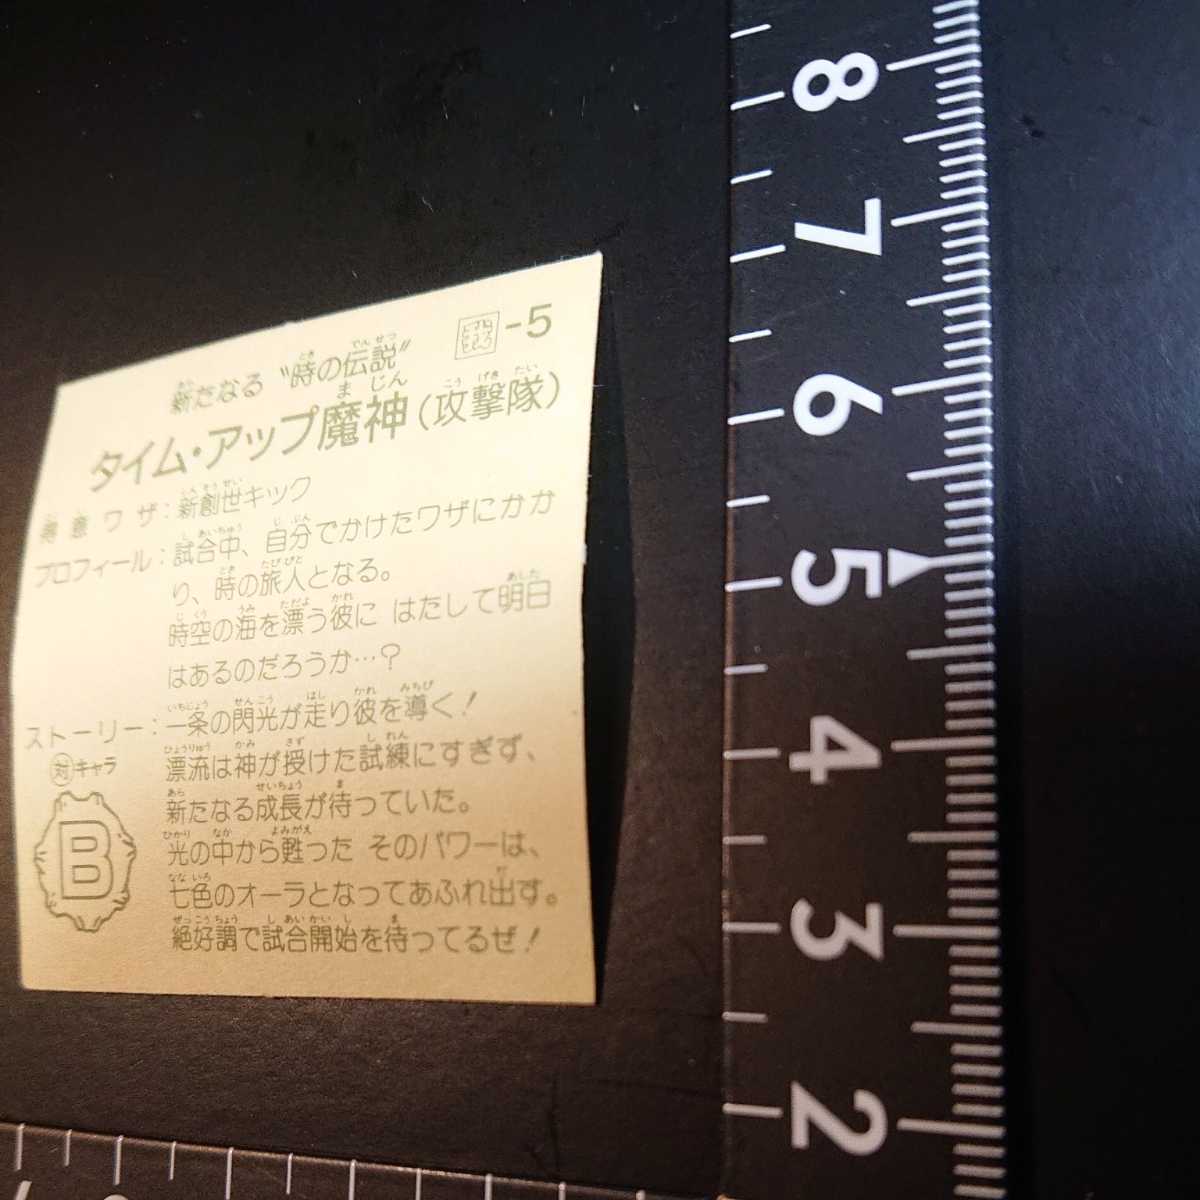 -5
新たなる〝時の伝説〟
タイム・アップ魔神(攻撃隊)
得意ワザ:新創世キック
プロフィール:試合中、自分でかけたワザにかか
り、時の旅人となる。
時空の海を漂う彼に はたして明日
はあるのだろうか…?
ストーリー:一条の閃光が走り彼を導く!
対キャラ
漂流は神が授けた試練にすぎず、
新たなる成長が待っていた。
光の中から甦った そのパワーは、
七色のオーラとなってあふれ出す。
絶好調で試合開始を待ってるぜ!
B
8
7
6
5
4
3
2